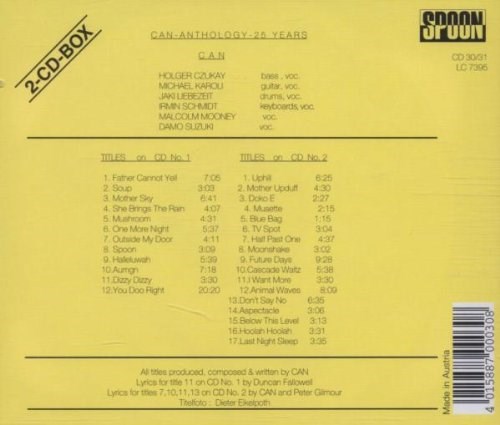 2-CD-BOX
CAN-ANTHOLOGY-25 YEARS
SPOON
CD 30/31
LC 7395
C A N
HOLGER CZUKAY bass , voc.
MICHAEL KAROLI guitar, voc.
JAKI LIEBEZEIT drums, voc.
IRMIN SCHMIDT keyboards, voc.
MALCOLM MOONEY voc.
DAMO SUZUKI voc.
TITLES on CD No. 1
1. Father Cannot Yell 7:05
2. Soup 3:03
3. Mother Sky 6:41
4. She Brings The Rain 4:07
5. Mushroom 4:31
6. One More Night 5:37
7. Outside My Door 4:11
8. Spoon 3:09
9. Halleluwah 5:39
10. Aumgn 7:18
11.Dizzy Dizzy 3:30
12.You Doo Right 20:20
TITLES on CD No. 2
1. Uphill 6:25
2. Mother Upduff 4:30
3. Doko E 2:27
4. Musette 2:15
5. Blue Bag 1:15
6. TV Spot 3:04
7. Half Past One 4:37
8. Moonshake 3:02
9. Future Days 9:28
10.Cascade Waltz 5:38
11.I Want More 3:30
12.Animal Waves 8:09
13.Don't Say No 6:35
14.Aspectacle 3:06
15.Below This Level 3:13
16.Hoolah Hoolah 3:31
17.Last Night Sleep 3:35
All titles produced, composed & written by CAN
Lyrics for title 11 on CD No. 1 by Duncan Fallowell
Lyrics for titles 7,10,11,13 on CD No. 2 by CAN and Peter Gilmour
Titelfoto : Dieter Eikelpoth
Made in Austria
4 015887 000308